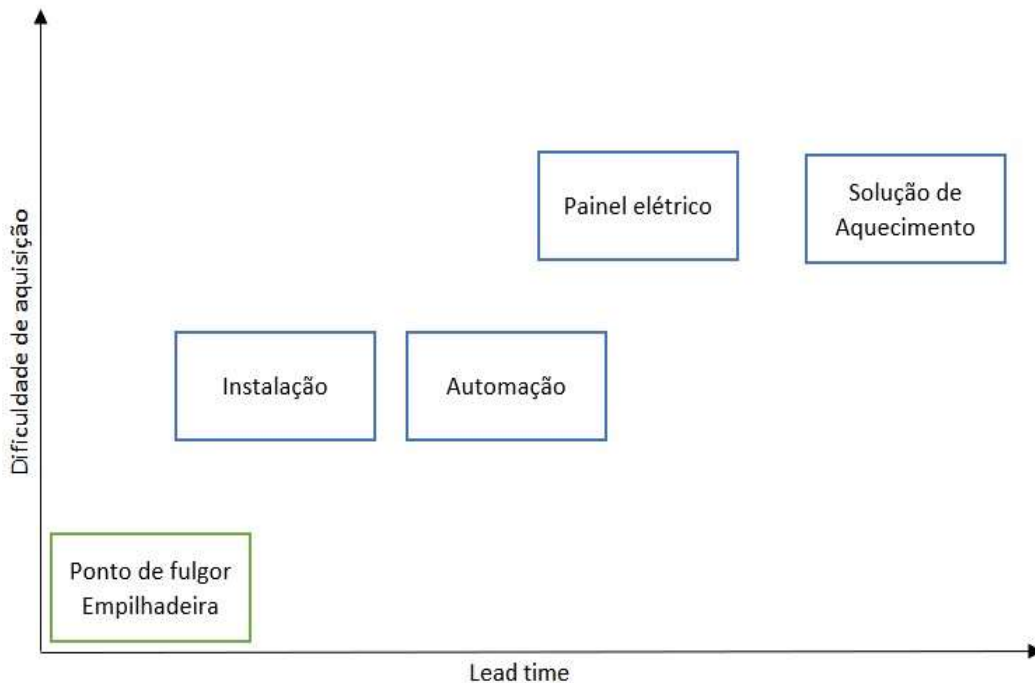 Dificuldade de aquisição
Painel elétrico
Solução de
Aquecimento
Instalação
Automação
Ponto de fulgor
Empilhadeira
Lead time